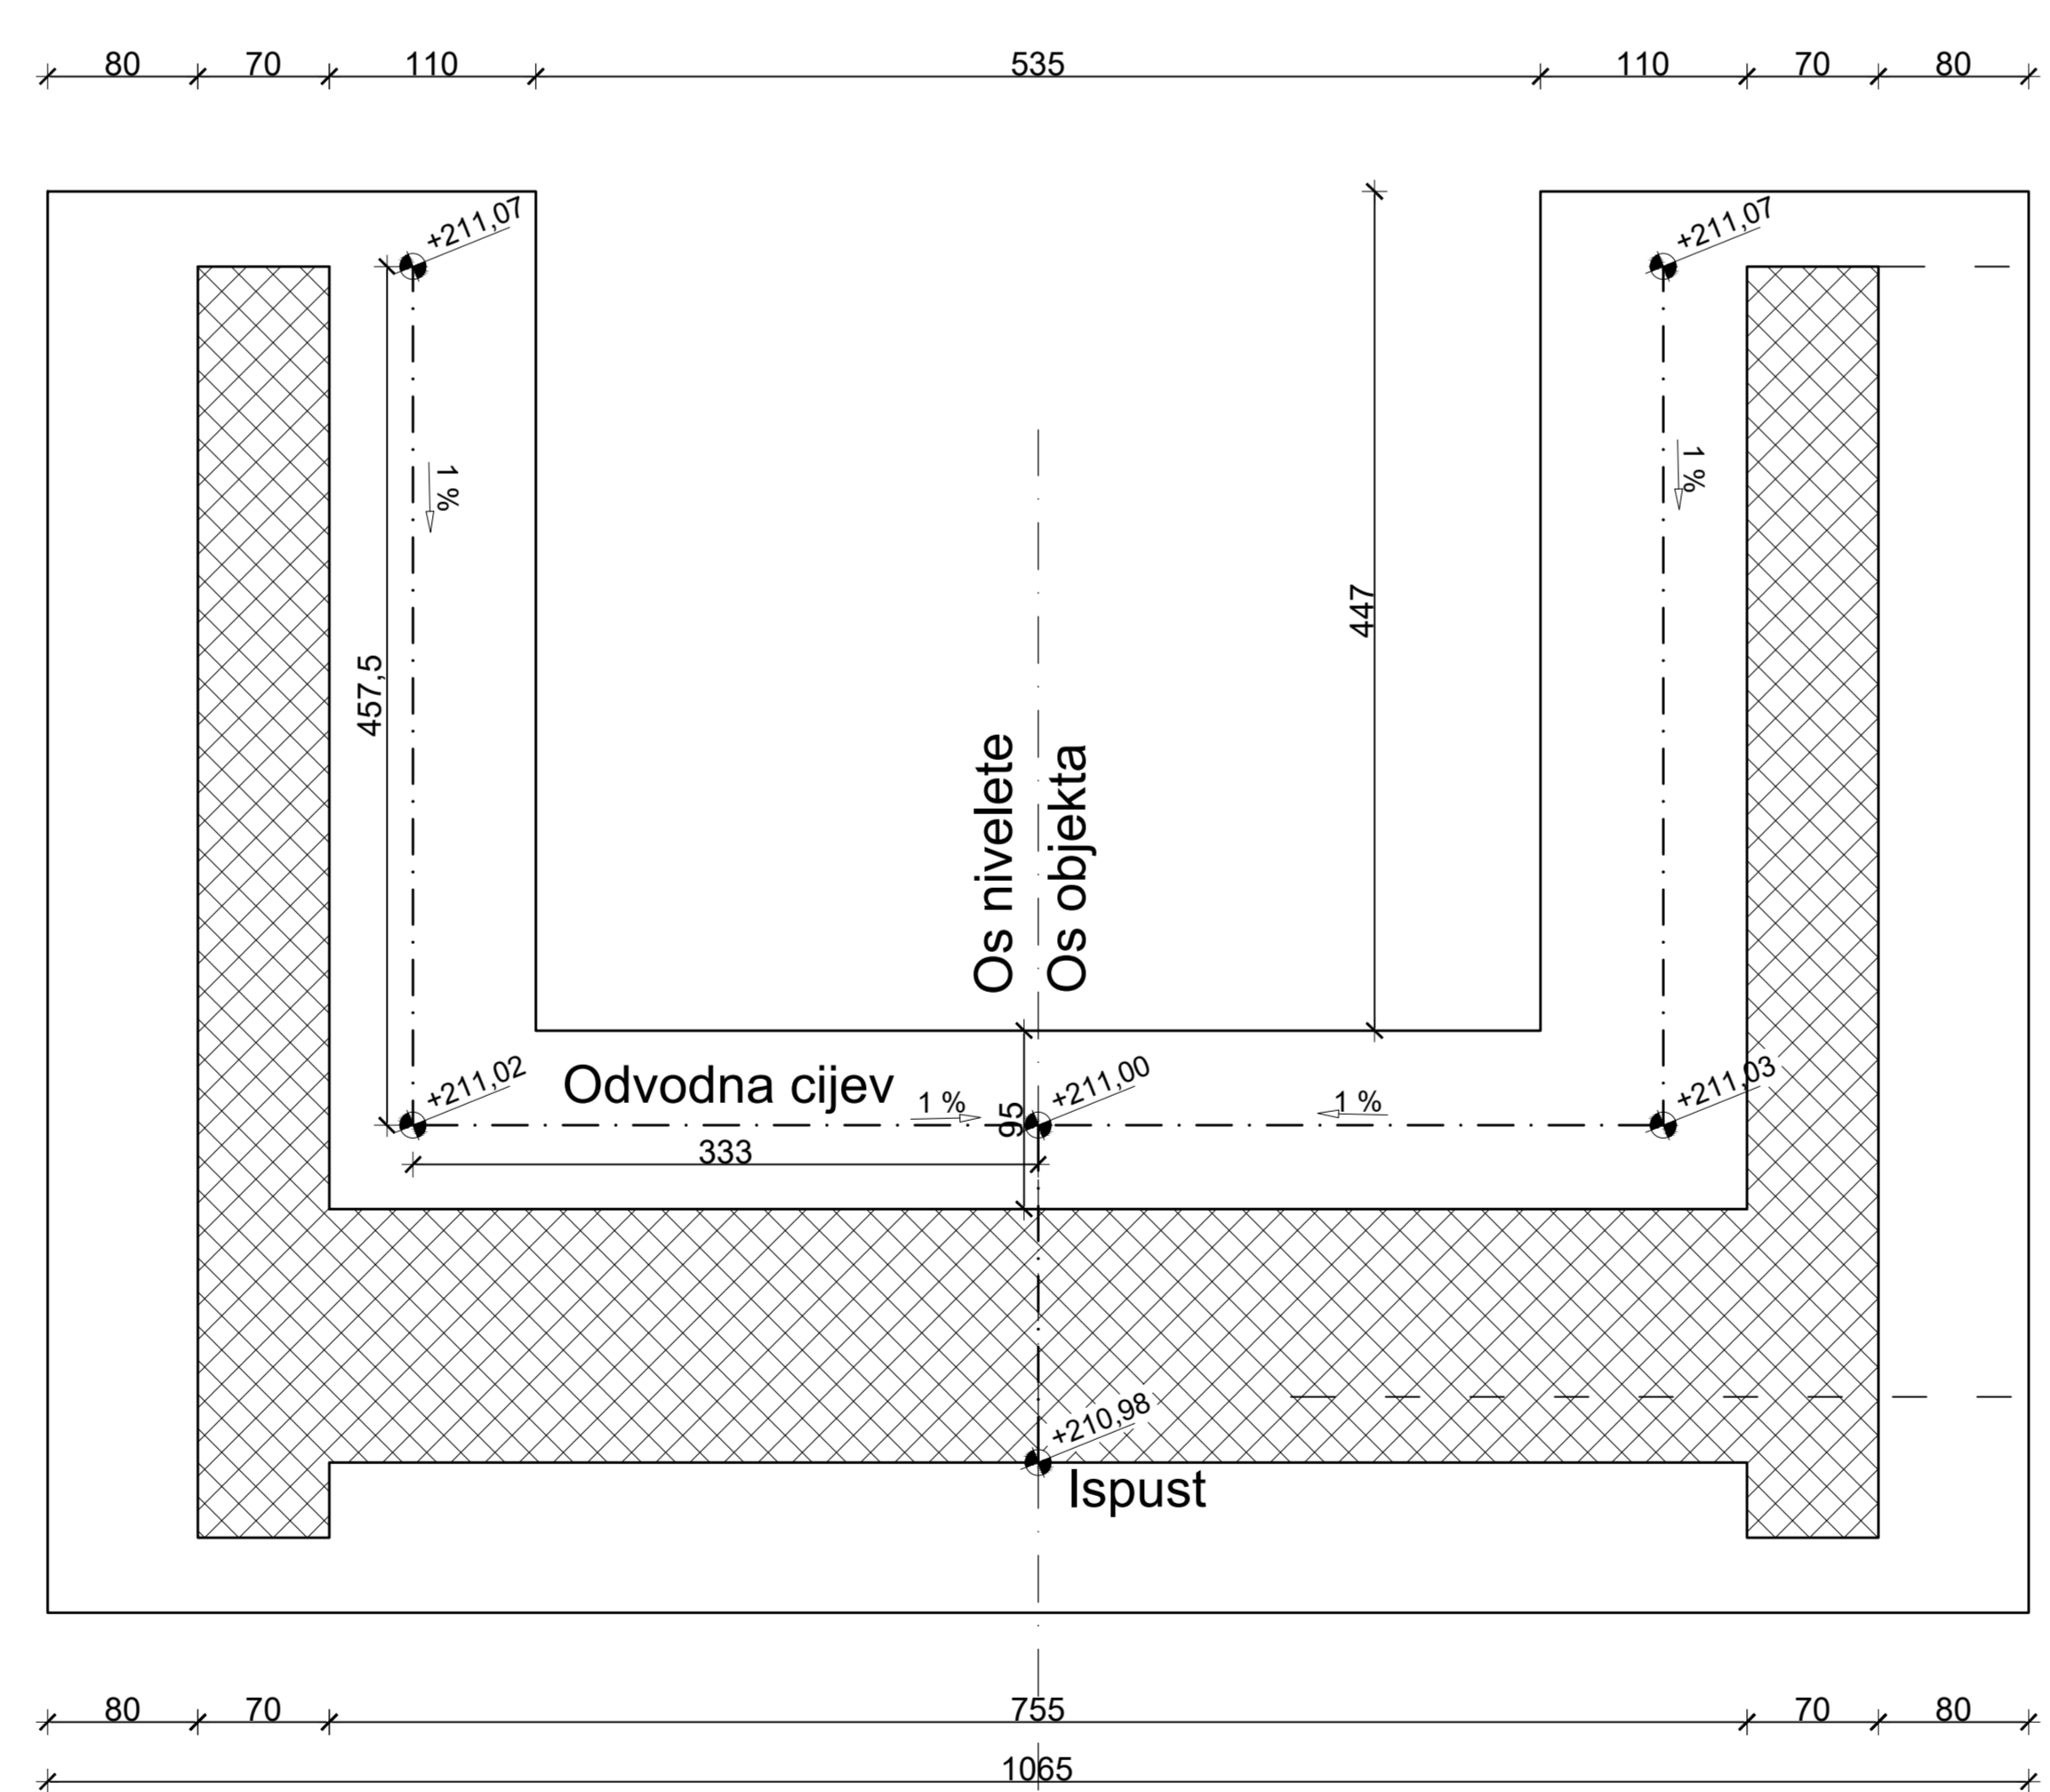 80 70 110 535 110 70 80
+211,07
+211,07
1 %
1 %
457,5
447
Os nivelete
Os objekta
+211,02
Odvodna cijev
1 %
95
+211,00
1 %
+211,03
333
+210,98
Ispust
80 70 755 70 80
1065